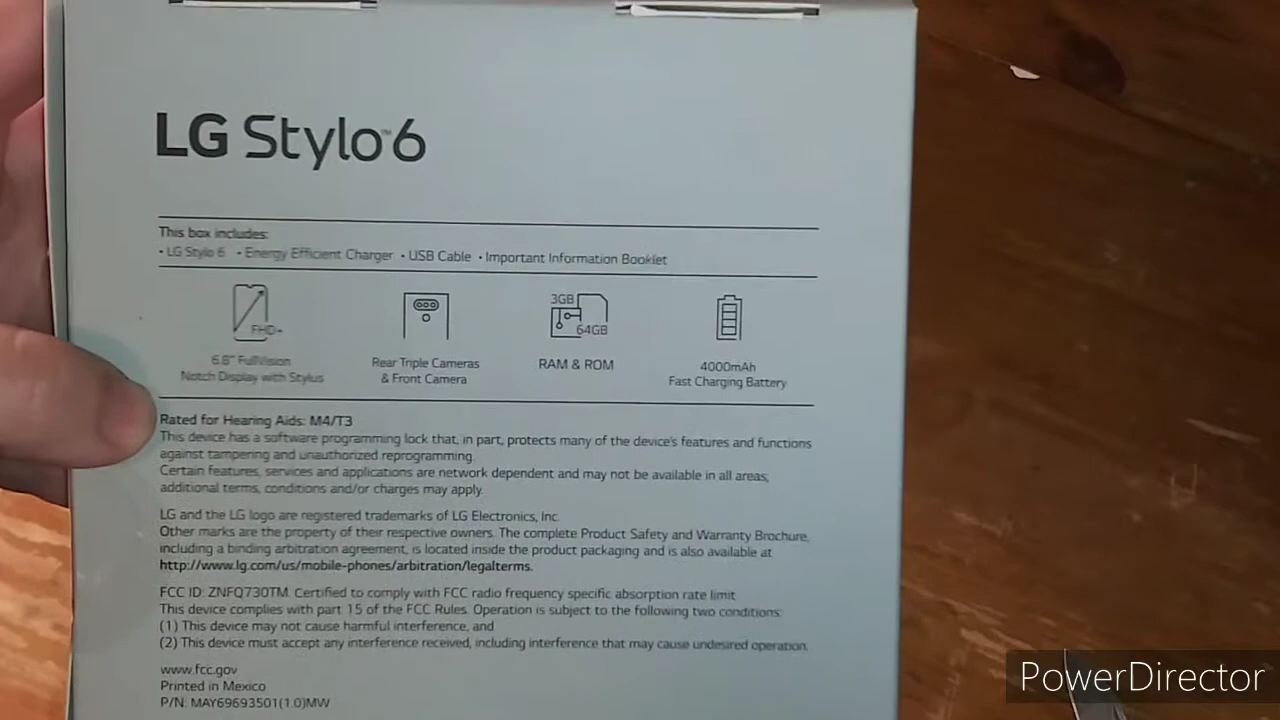 LG Stylo™6
This box includes:
• LG Stylo 6 • Energy Efficient Charger • USB Cable • Important Information Booklet
FHD+
3GB
64GB
6.8" FullVision
Notch Display with Stylus
Rear Triple Cameras
& Front Camera
RAM & ROM
4000mAh
Fast Charging Battery
Rated for Hearing Aids: M4/T3
This device has a software programming lock that, in part, protects many of the device's features and functions
against tampering and unauthorized reprogramming.
Certain features, services and applications are network dependent and may not be available in all areas;
additional terms, conditions and/or charges may apply.
LG and the LG logo are registered trademarks of LG Electronics, Inc.
Other marks are the property of their respective owners. The complete Product Safety and Warranty Brochure,
including a binding arbitration agreement, is located inside the product packaging and is also available at
http://www.lg.com/us/mobile-phones/arbitration/legalterms.
FCC ID: ZNFQ730TM. Certified to comply with FCC radio frequency specific absorption rate limit
This device complies with part 15 of the FCC Rules. Operation is subject to the following two conditions:
(1) This device may not cause harmful interference, and
(2) This device must accept any interference received, including interference that may cause undesired operation.
www.fcc.gov
Printed in Mexico
P/N: MAY69693501(1.0)MW
PowerDirector